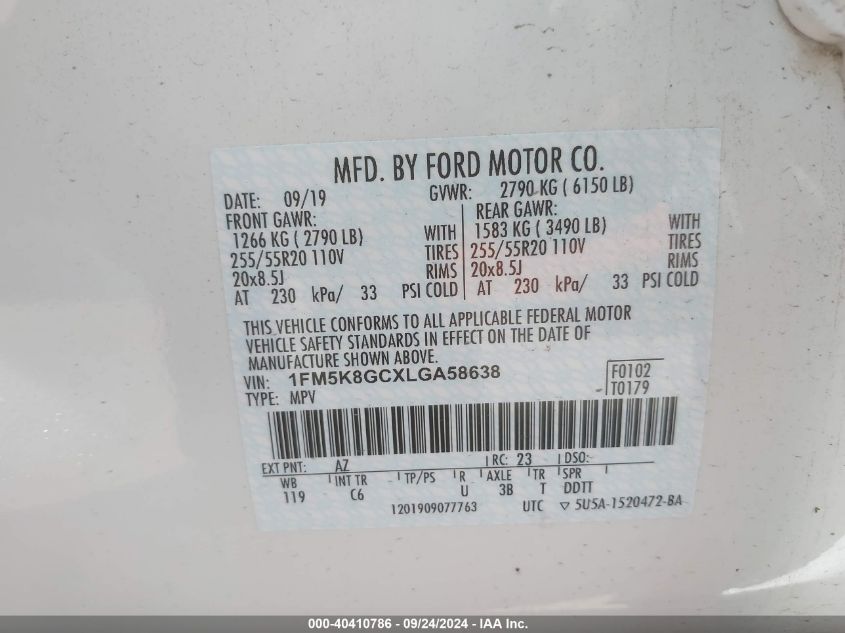 MFD. BY FORD MOTOR CO.
DATE: 09/19 GVWR: 2790 KG ( 6150 LB)
FRONT GAWR: REAR GAWR:
1266 KG ( 2790 LB) WITH 1583 KG ( 3490 LB) WITH
255/55R20 110V TIRES 255/55R20 110V TIRES
20x8.5J RIMS 20x8.5J RIMS
AT 230 kPa/ 33 PSI COLD AT 230 kPa/ 33 PSI COLD
THIS VEHICLE CONFORMS TO ALL APPLICABLE FEDERAL MOTOR
VEHICLE SAFETY STANDARDS IN EFFECT ON THE DATE OF
MANUFACTURE SHOWN ABOVE.
VIN: 1FM5K8GCXLGA58638 F0102
TYPE: MPV T0179
EXT PNT: AZ RC: 23 DSO:
WB INT TR TP/PS R AXLE TR SPR
119 C6 U 3B T DDTT
1201909077763 UTC ▽ 5U5A-1520472-BA
000-40410786 - 09/24/2024 - IAA Inc.